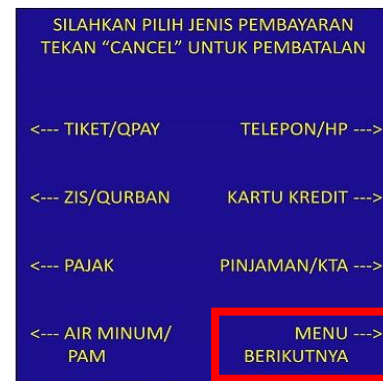 SILAHKAN PILIH JENIS PEMBAYARAN
TEKAN “CANCEL” UNTUK PEMBATALAN
<--- TIKET/QPAY
TELEPON/HP --->
<--- ZIS/QURBAN
KARTU KREDIT --->
<--- PAJAK
PINJAMAN/KTA --->
<--- AIR MINUM/
PAM
MENU --->
BERIKUTNYA